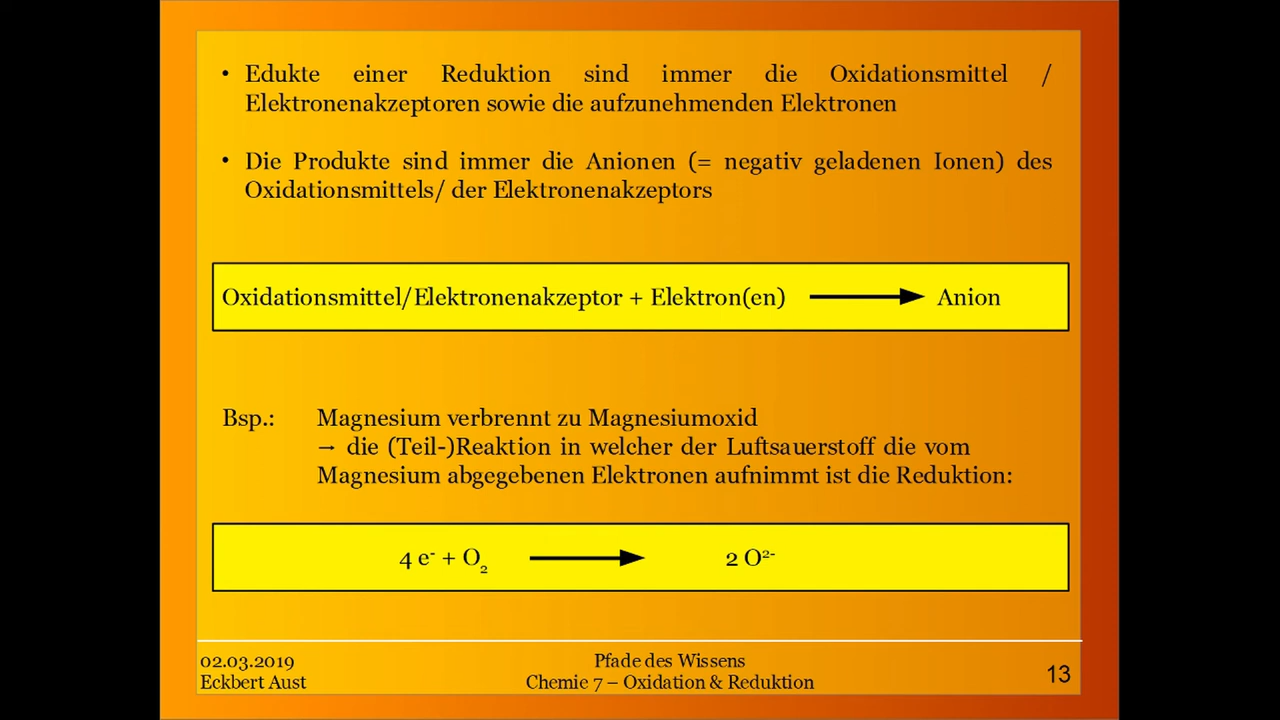 • Edukte einer Reduktion sind immer die Oxidationsmittel /
Elektronenakzeptoren sowie die aufzunehmenden Elektronen
• Die Produkte sind immer die Anionen (= negativ geladenen Ionen) des
Oxidationsmittels/ der Elektronenakzeptors
Oxidationsmittel/Elektronenakzeptor + Elektron(en) ⟶ Anion
Bsp.: Magnesium verbrennt zu Magnesiumoxid
→ die (Teil-)Reaktion in welcher der Luftsauerstoff die vom
Magnesium abgegebenen Elektronen aufnimmt ist die Reduktion:
4 e⁻ + O₂ ⟶ 2 O²⁻
02.03.2019
Eckbert Aust
Pfade des Wissens
Chemie 7 – Oxidation & Reduktion
13